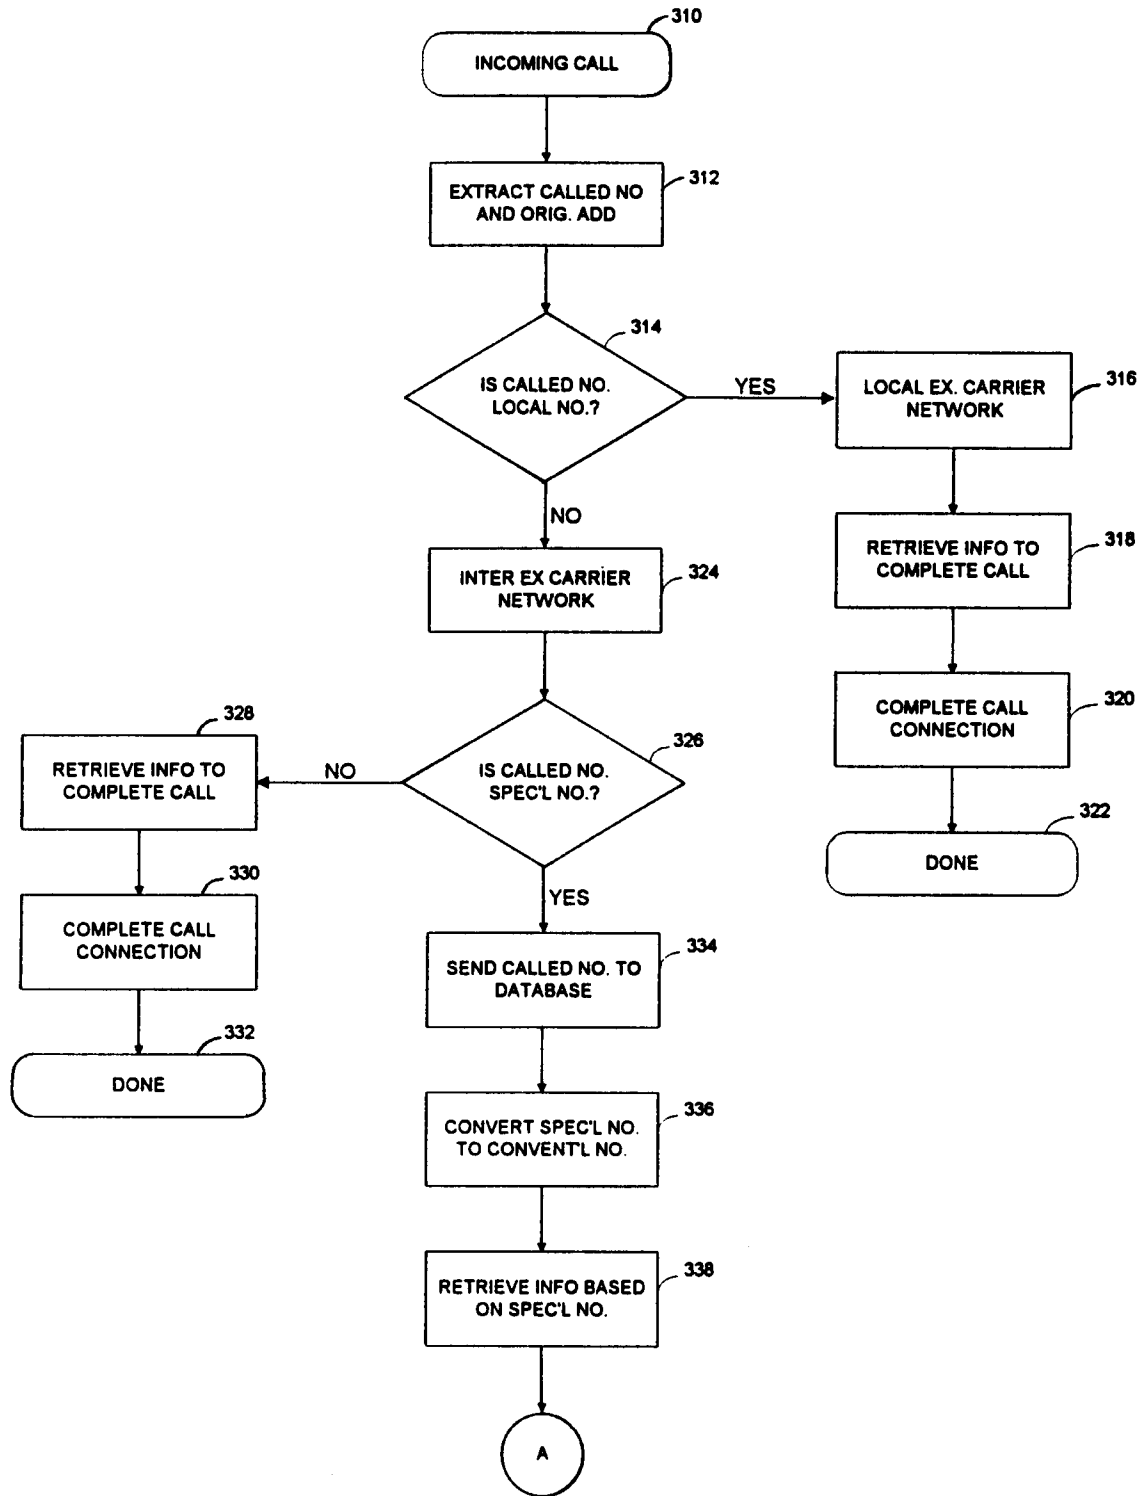 310
INCOMING CALL
312
EXTRACT CALLED NO
AND ORIG. ADD
314
IS CALLED NO.
LOCAL NO.?
YES
316
LOCAL EX. CARRIER
NETWORK
NO
318
RETRIEVE INFO TO
COMPLETE CALL
324
INTER EX CARRIER
NETWORK
320
COMPLETE CALL
CONNECTION
322
DONE
326
IS CALLED NO.
SPEC'L NO.?
NO
328
RETRIEVE INFO TO
COMPLETE CALL
330
COMPLETE CALL
CONNECTION
332
DONE
YES
334
SEND CALLED NO. TO
DATABASE
336
CONVERT SPEC'L NO.
TO CONVENT'L NO.
338
RETRIEVE INFO BASED
ON SPEC'L NO.
A